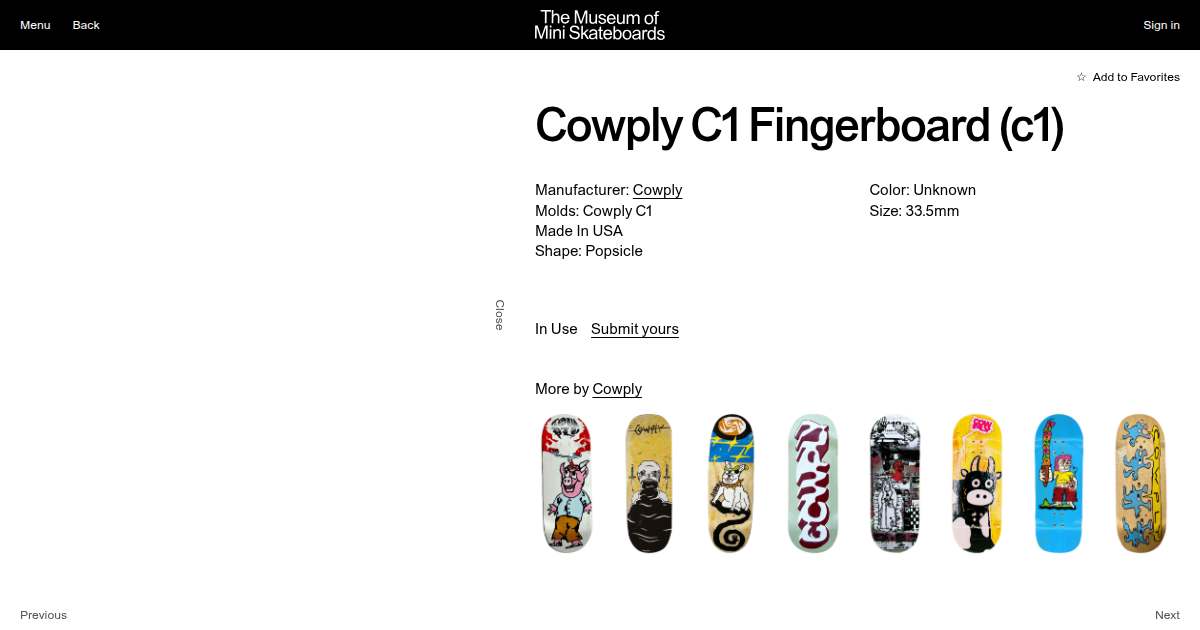 Menu
Back
The Museum of
Mini Skateboards
Sign in
☆ Add to Favorites
Cowply C1 Fingerboard (c1)
Manufacturer: Cowply
Molds: Cowply C1
Made In USA
Shape: Popsicle
Color: Unknown
Size: 33.5mm
Close
In Use
Submit yours
More by Cowply
COWPLY
Previous
Next